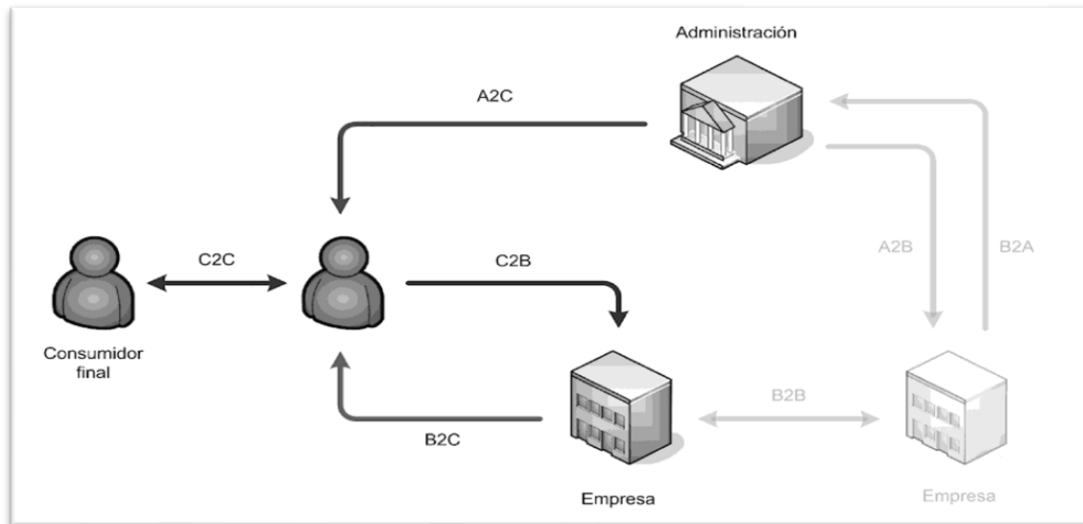 Administración
A2C
A2B
B2A
C2C
C2B
Consumidor
final
B2C
B2B
Empresa
Empresa